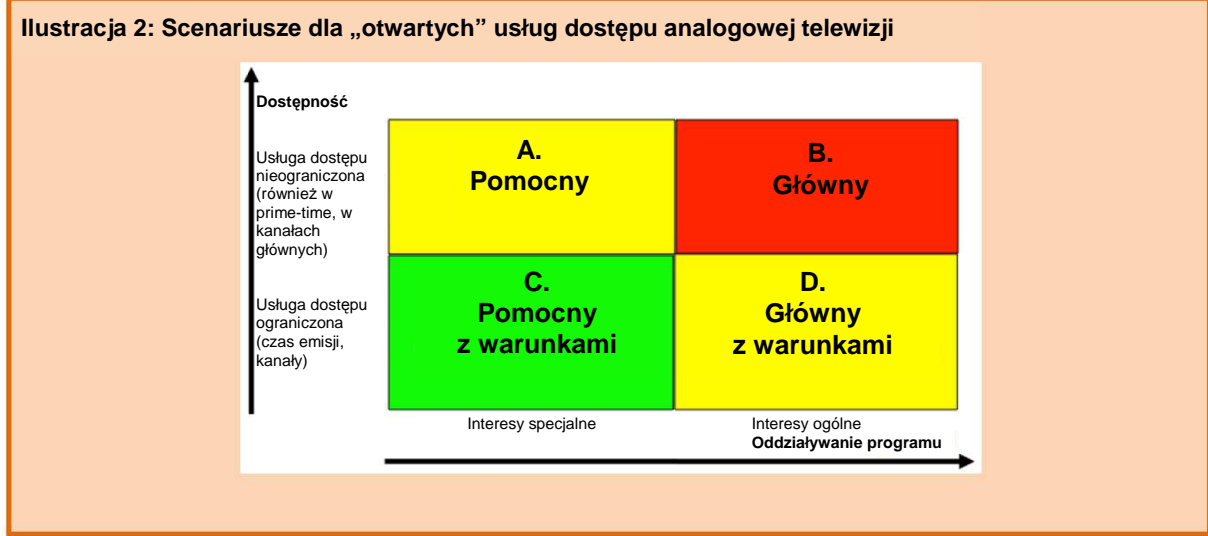 Ilustracja 2: Scenariusze dla „otwartych” usług dostępu analogowej telewizji
Dostępność
Usługa dostępu
nieograniczona
(również w
prime-time, w
kanałach
głównych)
A.
Pomocny
B.
Główny
Usługa dostępu
ograniczona
(czas emisji,
kanały)
C.
Pomocny
z warunkami
D.
Główny
z warunkami
Interesy specjalne
Interesy ogólne
Oddziaływanie programu